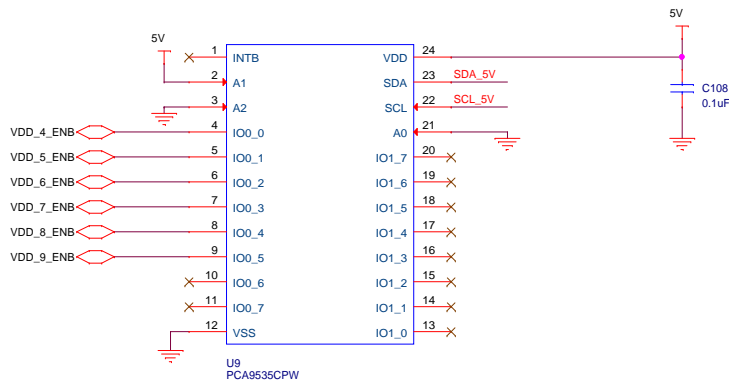 5V
5V
1 INTB VDD 24
2 A1 SDA 23 SDA_5V
3 A2 SCL 22 SCL_5V
C108
0.1uF
VDD_4_ENB 4 IO0_0 A0 21
VDD_5_ENB 5 IO0_1 IO1_7 20
VDD_6_ENB 6 IO0_2 IO1_6 19
VDD_7_ENB 7 IO0_3 IO1_5 18
VDD_8_ENB 8 IO0_4 IO1_4 17
VDD_9_ENB 9 IO0_5 IO1_3 16
10 IO0_6 IO1_2 15
11 IO0_7 IO1_1 14
12 VSS IO1_0 13
U9
PCA9535CPW